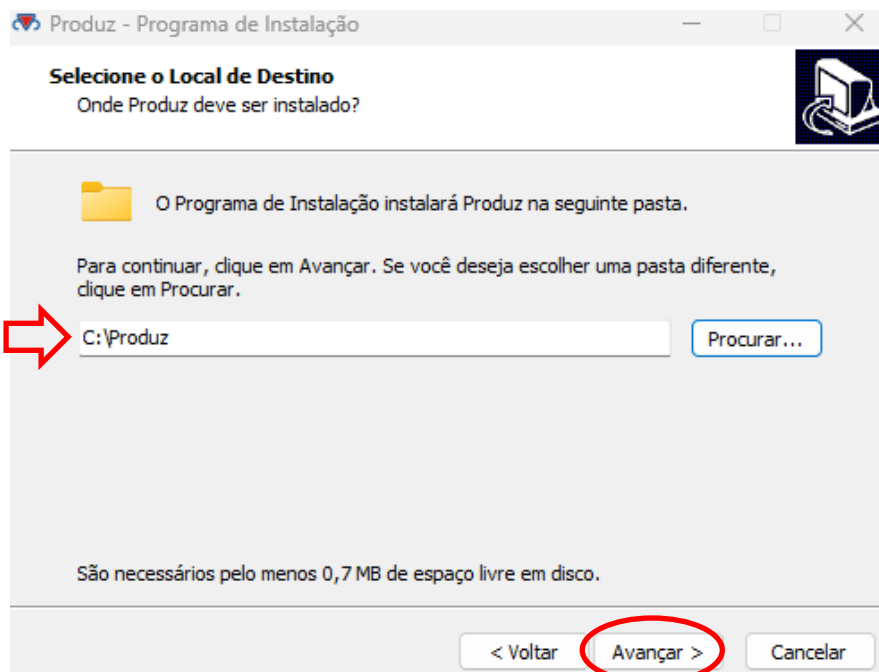 Produz - Programa de Instalação
Selecione o Local de Destino
Onde Produz deve ser instalado?
O Programa de Instalação instalará Produz na seguinte pasta.
Para continuar, clique em Avançar. Se você deseja escolher uma pasta diferente,
clique em Procurar.
C:\Produz
Procurar...
São necessários pelo menos 0,7 MB de espaço livre em disco.
< Voltar
Avançar >
Cancelar